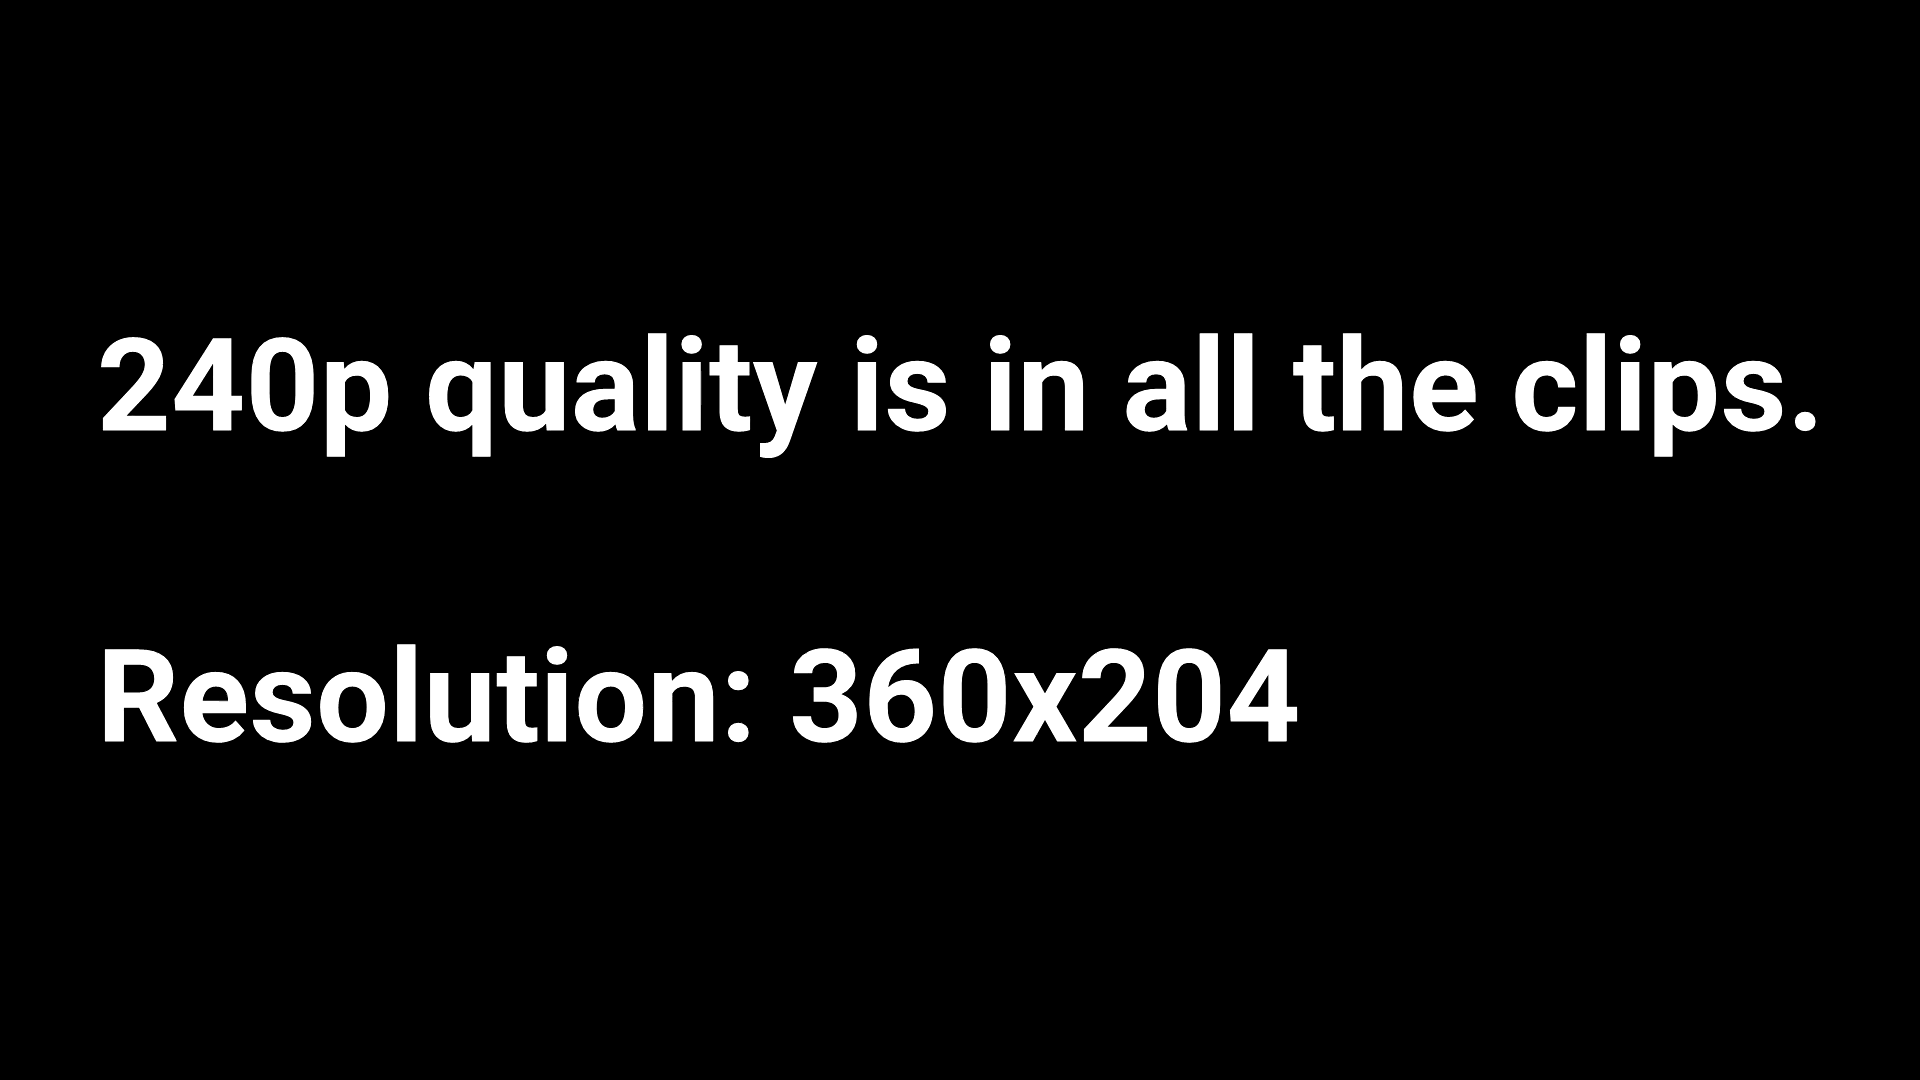 240p quality is in all the clips.
Resolution: 360x204